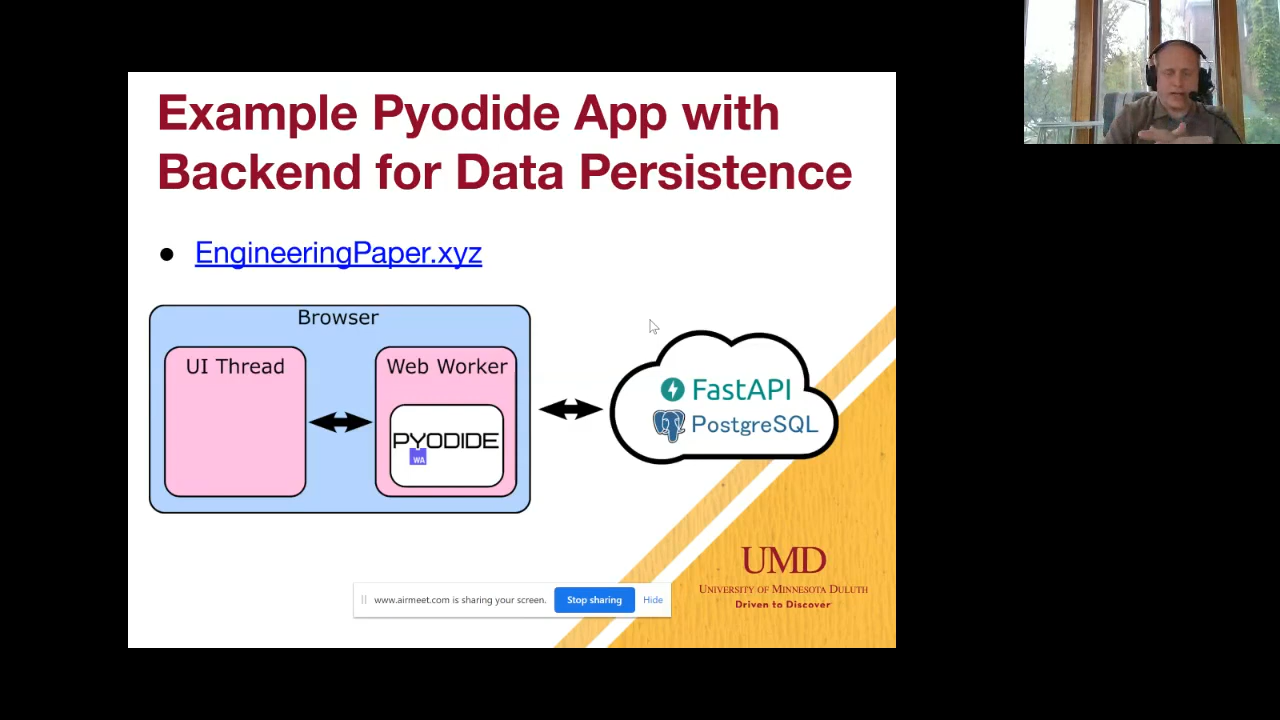 Example Pyodide App with
Backend for Data Persistence
● EngineeringPaper.xyz
Browser
UI Thread
Web Worker
PYODIDE
WA
FastAPI
PostgreSQL
UMD
UNIVERSITY OF MINNESOTA DULUTH
Driven to Discover
www.airmeet.com is sharing your screen. Stop sharing Hide